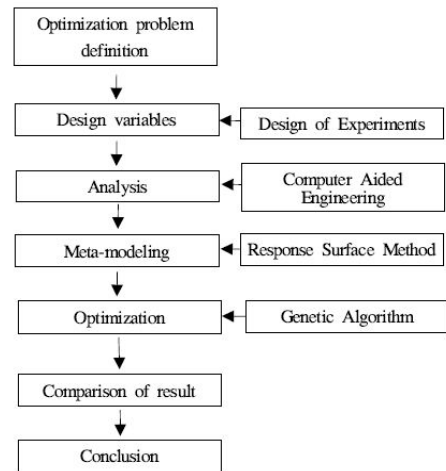 Optimization problem
definition
Design variables
Design of Experiments
Analysis
Computer Aided
Engineering
Meta-modeling
Response Surface Method
Optimization
Genetic Algorithm
Comparison of result
Conclusion